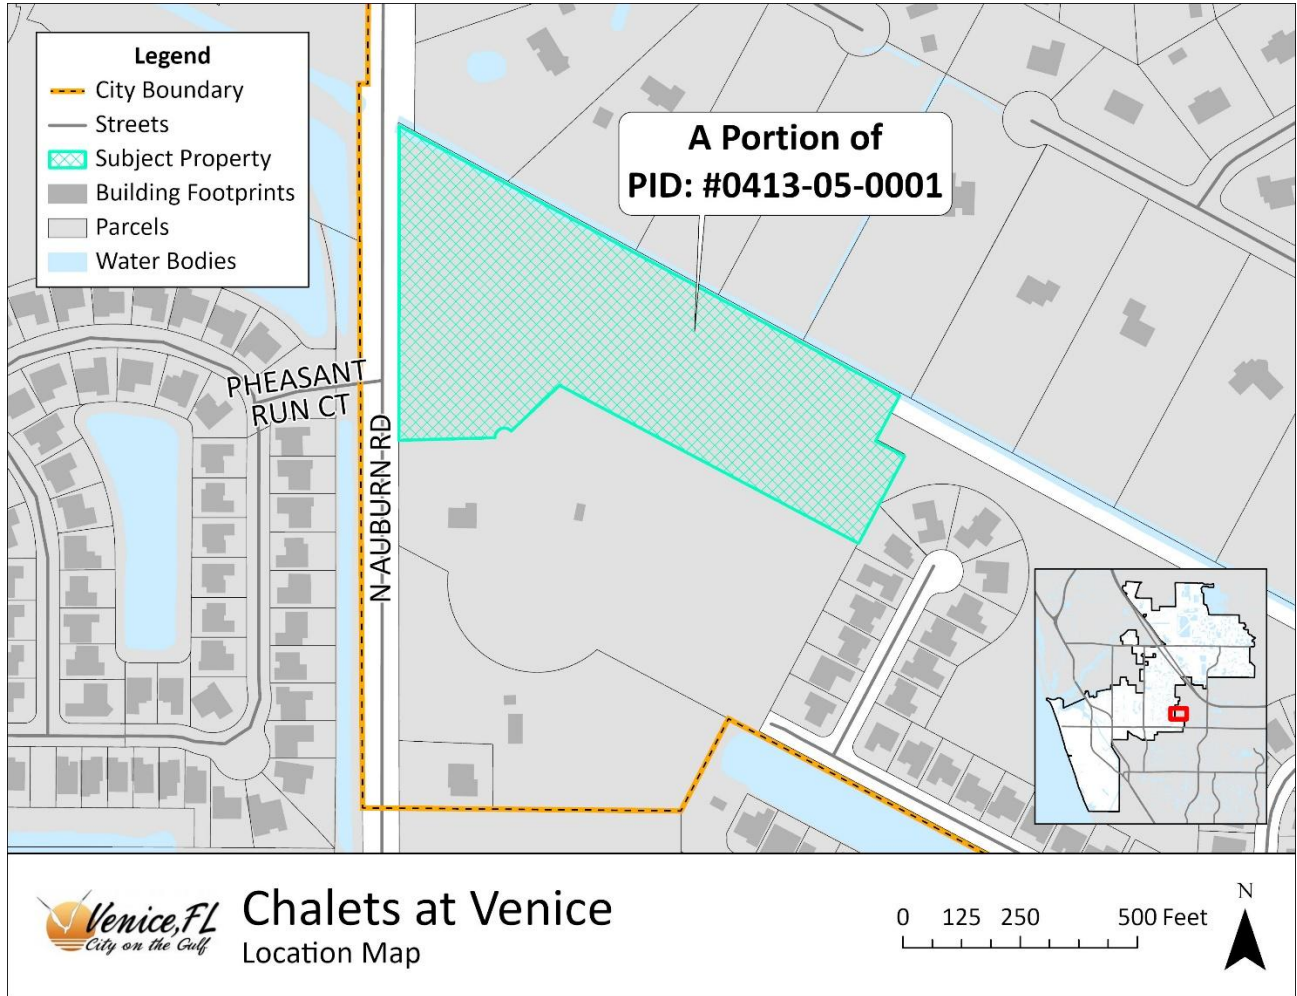 Legend
City Boundary
Streets
Subject Property
Building Footprints
Parcels
Water Bodies
A Portion of
PID: #0413-05-0001
PHEASANT
RUN CT
N AUBURN RD
Venice, FL
City on the Gulf
Chalets at Venice
Location Map
0 125 250 500 Feet
N